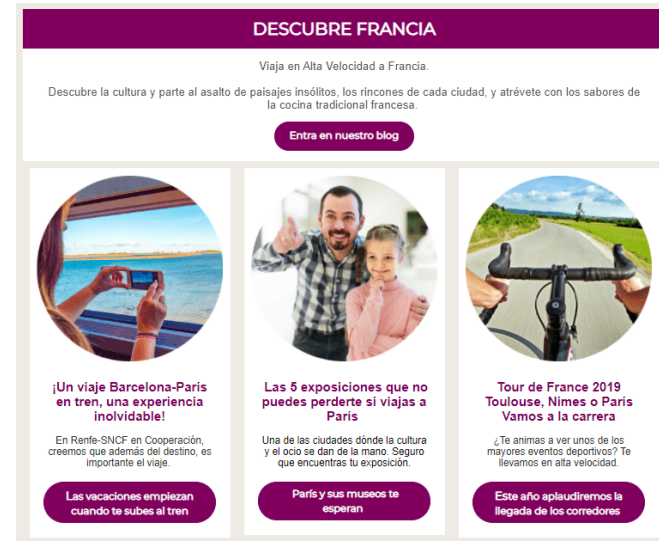 DESCUBRE FRANCIA
Viaja en Alta Velocidad a Francia.
Descubre la cultura y parte al asalto de paisajes insólitos, los rincones de cada ciudad, y atrévete con los sabores de
la cocina tradicional francesa.
Entra en nuestro blog
¡Un viaje Barcelona-París
en tren, una experiencia
inolvidable!
En Renfe-SNCF en Cooperación,
creemos que además del destino, es
importante el viaje.
Las vacaciones empiezan
cuando te subes al tren
Las 5 exposiciones que no
puedes perderte si viajas a
París
Una de las ciudades dónde la cultura
y el ocio se dan de la mano. Seguro
que encuentras tu exposición.
París y sus museos te
esperan
Tour de France 2019
Toulouse, Nimes o París
Vamos a la carrera
¿Te animas a ver unos de los
mayores eventos deportivos? Te
llevamos en alta velocidad.
Este año aplaudiremos la
llegada de los corredores